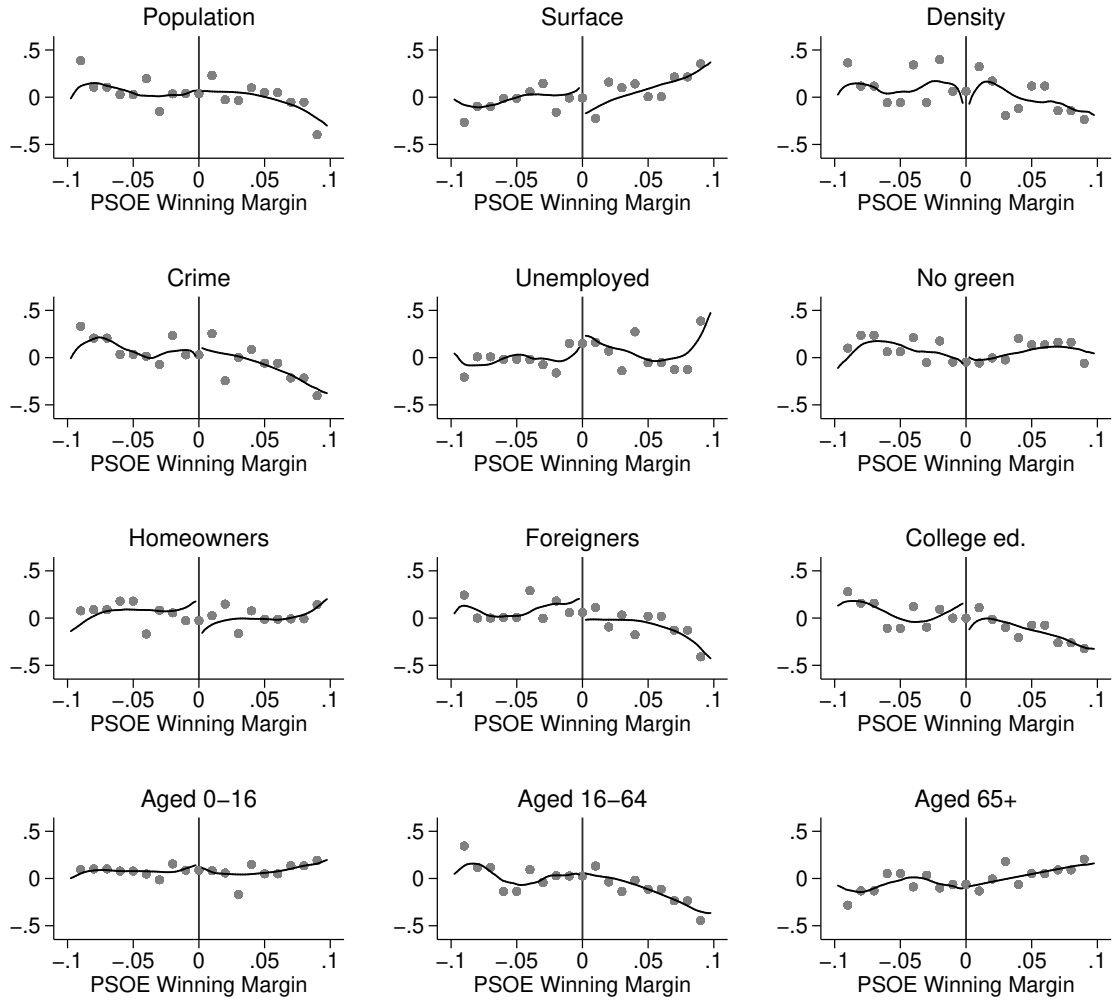 Population Surface Density
.5 .5 .5
0 0 0
−.5 −.5 −.5
−.1 −.05 0 .05 .1 −.1 −.05 0 .05 .1 −.1 −.05 0 .05 .1
PSOE Winning Margin PSOE Winning Margin PSOE Winning Margin
Crime Unemployed No green
.5 .5 .5
0 0 0
−.5 −.5 −.5
−.1 −.05 0 .05 .1 −.1 −.05 0 .05 .1 −.1 −.05 0 .05 .1
PSOE Winning Margin PSOE Winning Margin PSOE Winning Margin
Homeowners Foreigners College ed.
.5 .5 .5
0 0 0
−.5 −.5 −.5
−.1 −.05 0 .05 .1 −.1 −.05 0 .05 .1 −.1 −.05 0 .05 .1
PSOE Winning Margin PSOE Winning Margin PSOE Winning Margin
Aged 0−16 Aged 16−64 Aged 65+
.5 .5 .5
0 0 0
−.5 −.5 −.5
−.1 −.05 0 .05 .1 −.1 −.05 0 .05 .1 −.1 −.05 0 .05 .1
PSOE Winning Margin PSOE Winning Margin PSOE Winning Margin